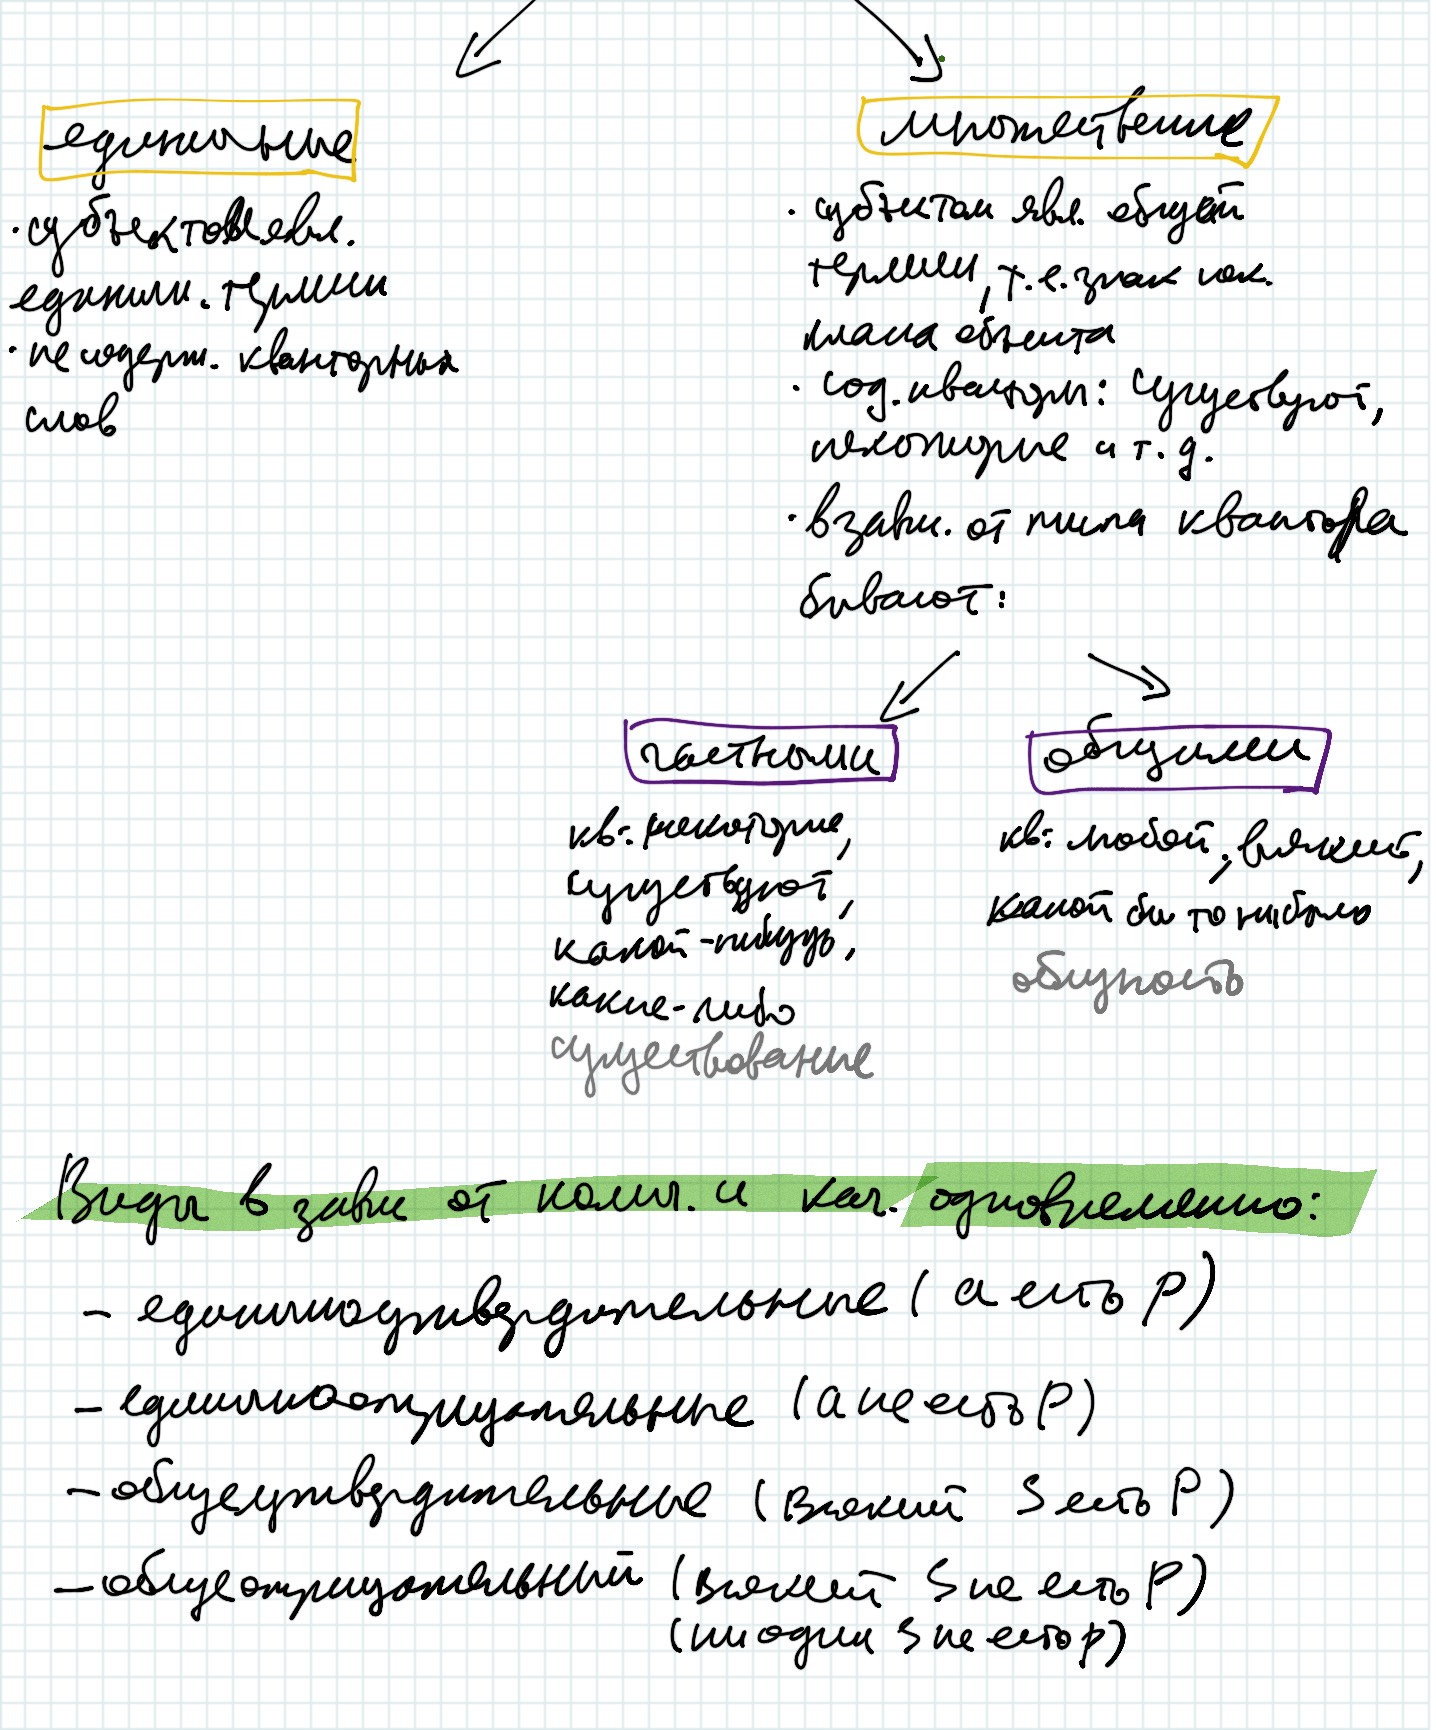 единичные
· субъектом явл.
единичн. термин
· не содерж. кванторных
слов
множественные
· субъектом явл. общий
термин, т.е. знак как.
класса объекта
· сод. кванторы: существуют,
некоторые и т.д.
· в зави. от типа квантора
бывают:
частными
кв: некоторые,
существуют,
какой-нибудь,
какие-либо
существование
общими
кв: любой, всякий,
какой бы то ни было
общность
Виды в зави от колич. и кач. одновременно:
- единичноутвердительные (а есть P)
- единичноотрицательные (а не есть P)
- общеутвердительные (всякий S есть P)
- общеотрицательный (всякий S не есть P)
(ни один S не есть p)